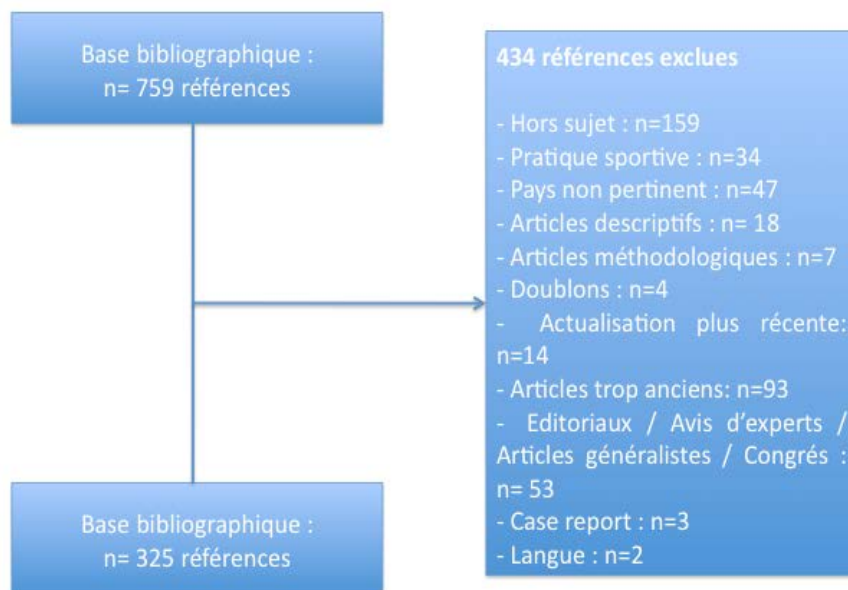 Base bibliographique :
n= 759 références
434 références exclues
- Hors sujet : n=159
- Pratique sportive : n=34
- Pays non pertinent : n=47
- Articles descriptifs : n= 18
- Articles méthodologiques : n=7
- Doublons : n=4
- Actualisation plus récente:
n=14
- Articles trop anciens: n=93
- Editoriaux / Avis d’experts /
Articles généralistes / Congrés :
n= 53
- Case report : n=3
- Langue : n=2
Base bibliographique :
n= 325 références